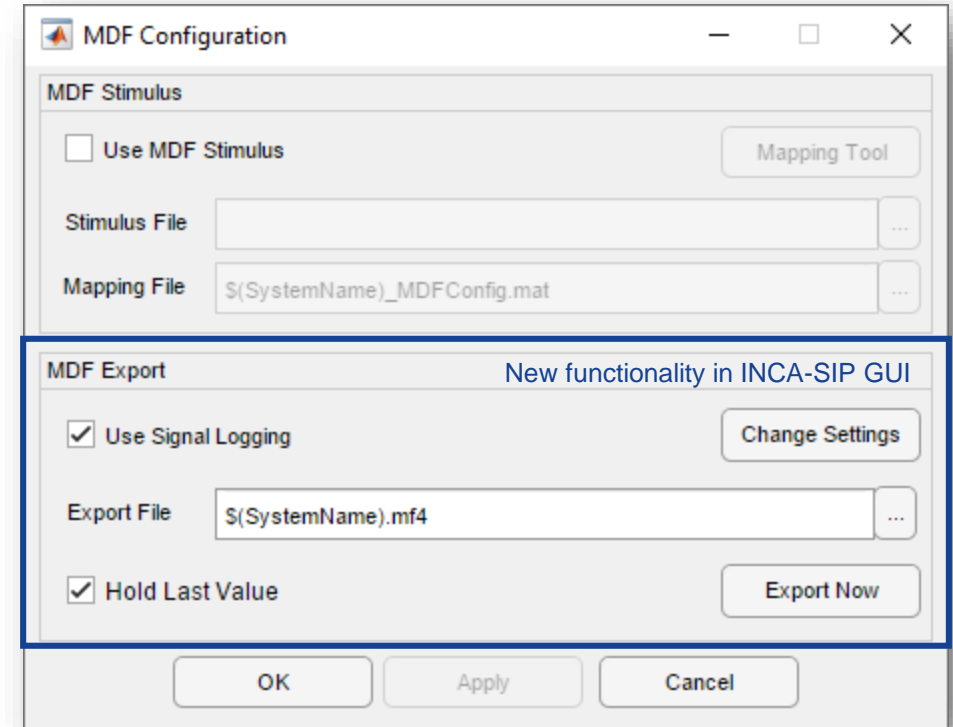 MDF Configuration
MDF Stimulus
Use MDF Stimulus
Mapping Tool
Stimulus File
...
Mapping File
$(SystemName)_MDFConfig.mat
...
MDF Export
New functionality in INCA-SIP GUI
Use Signal Logging
Change Settings
Export File
$(SystemName).mf4
...
Hold Last Value
Export Now
OK
Apply
Cancel